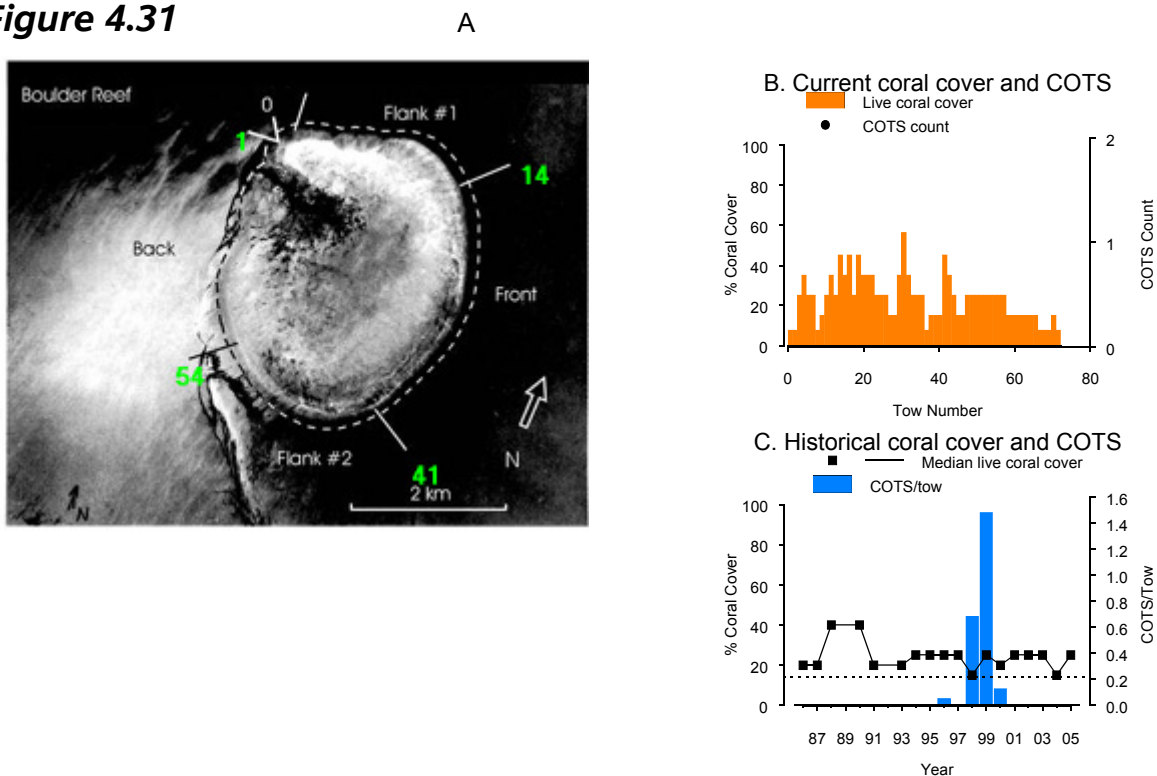 Figure 4.31
A
Boulder Reef
0
Flank #1
1
14
Back
Front
54
Flank #2
N
41
2 km
N
B. Current coral cover and COTS
Live coral cover
COTS count
100
80
60
40
20
0
% Coral Cover
2
1
0
COTS Count
0 20 40 60 80
Tow Number
C. Historical coral cover and COTS
Median live coral cover
COTS/tow
100
80
60
40
20
0
% Coral Cover
1.6
1.4
1.2
1.0
0.8
0.6
0.4
0.2
0.0
COTS/Tow
87 89 91 93 95 97 99 01 03 05
Year